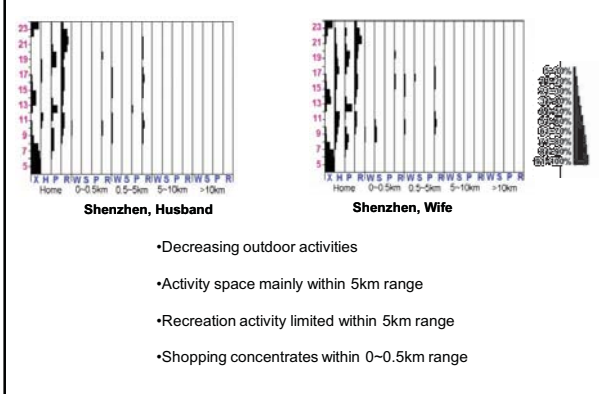 23
21
19
17
15
13
11
9
7
5
X H P R W S P R W S P R W S P R W S P R
Home 0~0.5km 0.5~5km 5~10km >10km
Shenzhen, Husband
23
21
19
17
15
13
11
9
7
5
X H P R W S P R W S P R W S P R W S P R
Home 0~0.5km 0.5~5km 5~10km >10km
Shenzhen, Wife
•Decreasing outdoor activities
•Activity space mainly within 5km range
•Recreation activity limited within 5km range
•Shopping concentrates within 0~0.5km range